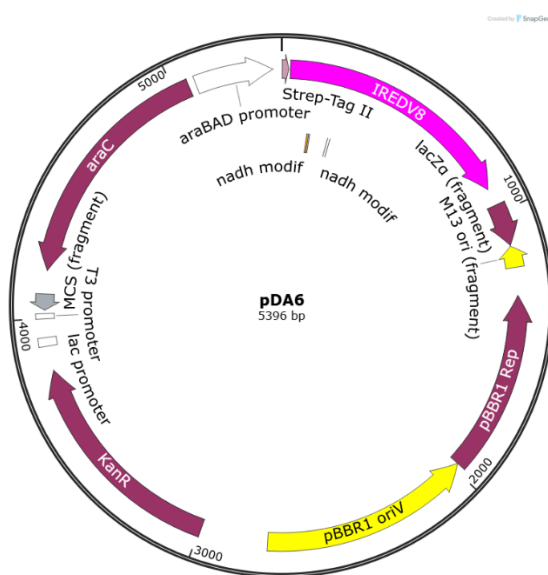 Created by SnapGene
5000
araBAD promoter
Strep-Tag II
IREDV8
araC
nadh modif
nadh modif
lacZα (fragment)
1000
M13 ori (fragment)
MCS (fragment)
T3 promoter
4000
lac promoter
pDA6
5396 bp
pBBR1 Rep
KanR
2000
pBBR1 oriV
3000